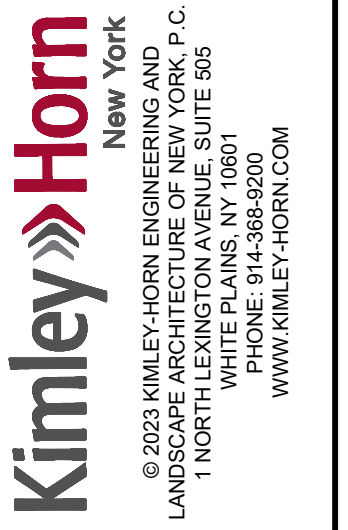 Kimley»Horn
New York
© 2023 KIMLEY-HORN ENGINEERING AND
LANDSCAPE ARCHITECTURE OF NEW YORK, P.C.
1 NORTH LEXINGTON AVENUE, SUITE 505
WHITE PLAINS, NY 10601
PHONE: 914-368-9200
WWW.KIMLEY-HORN.COM